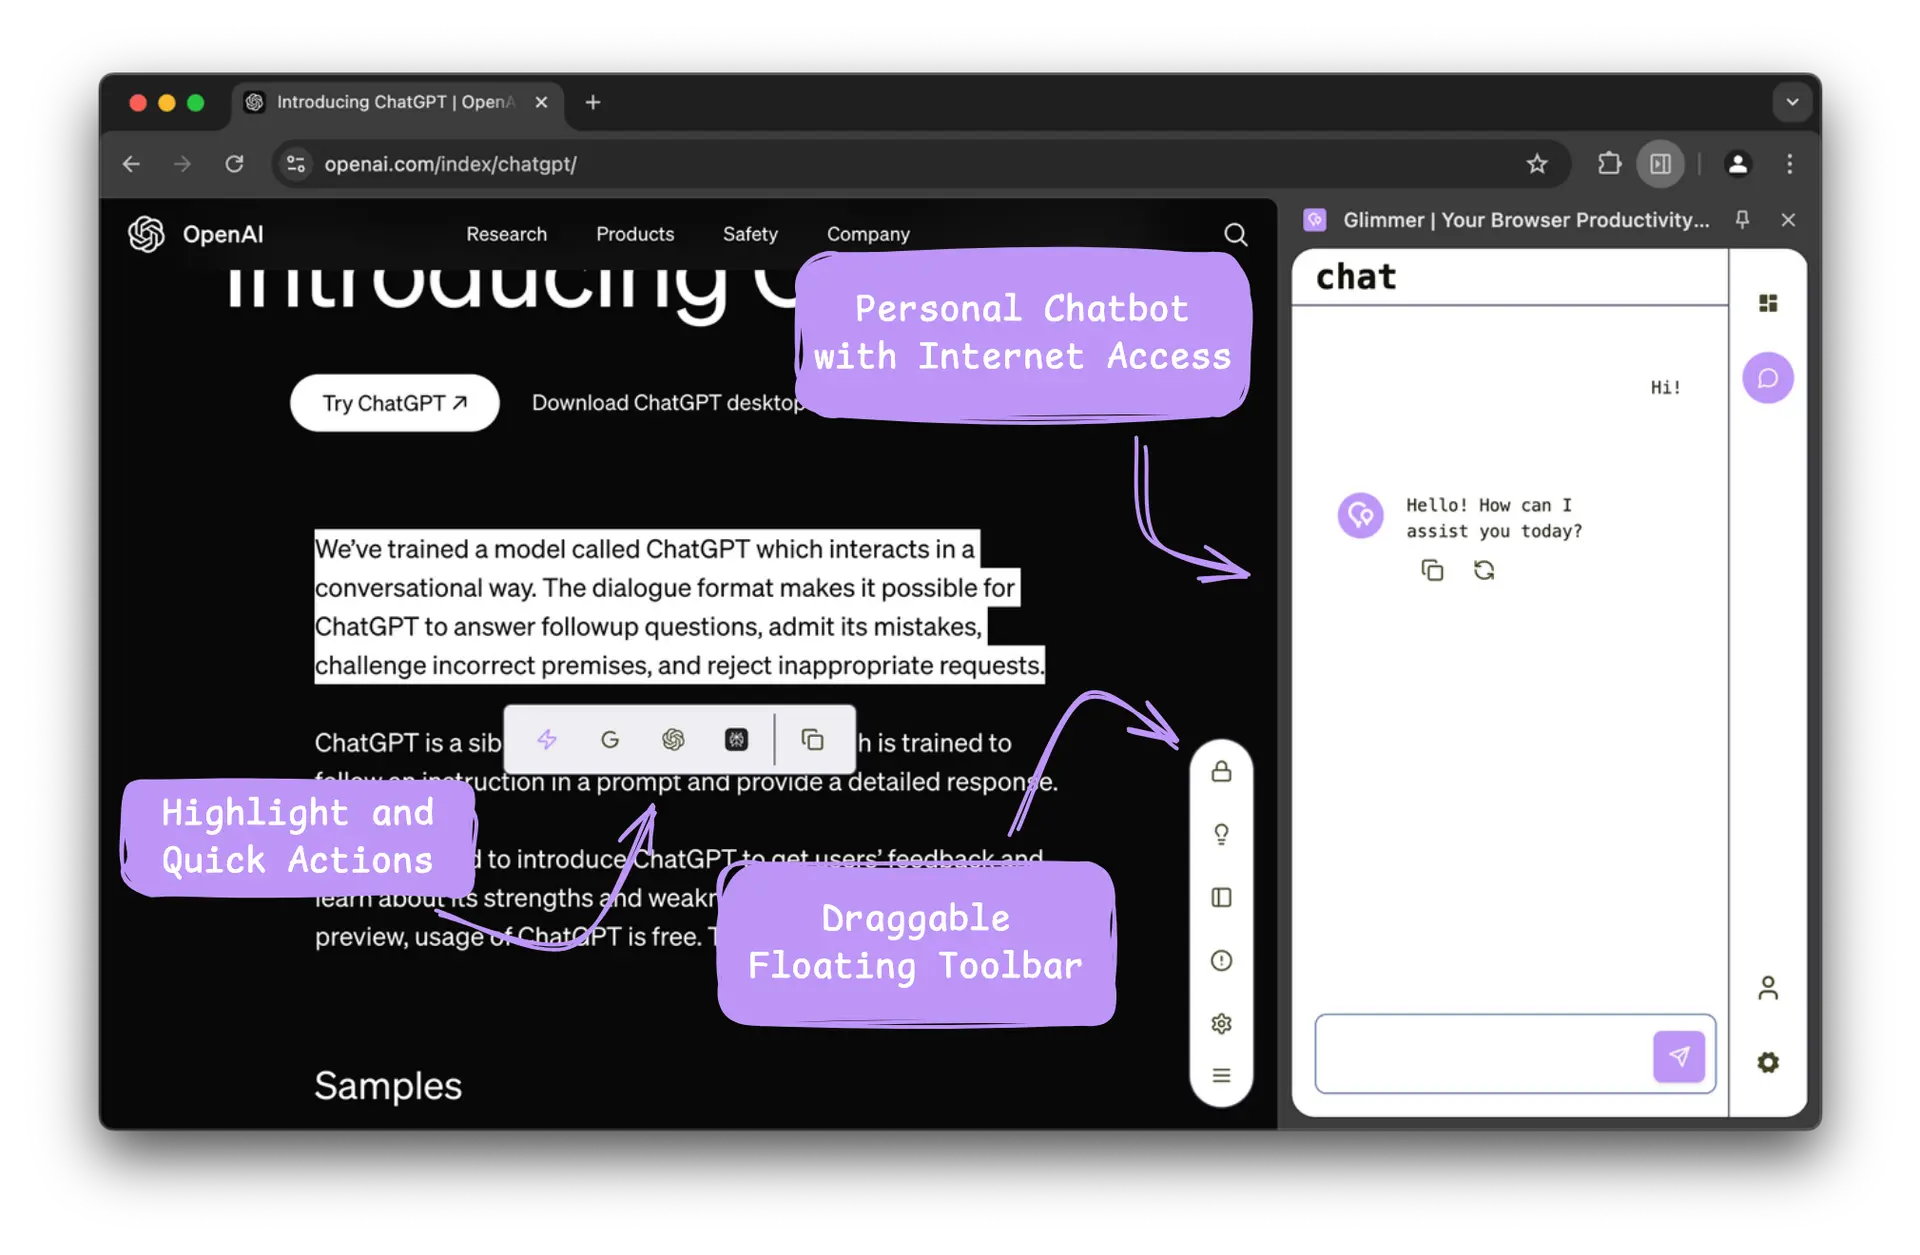 Introducing ChatGPT | OpenA
openai.com/index/chatgpt/
OpenAI
Research
Products
Safety
Company
Introducing
Try ChatGPT ↗
Download ChatGPT desktop
We’ve trained a model called ChatGPT which interacts in a
conversational way. The dialogue format makes it possible for
ChatGPT to answer followup questions, admit its mistakes,
challenge incorrect premises, and reject inappropriate requests.
ChatGPT is a sib
h is trained to
follow an instruction in a prompt and provide a detailed response.
d to introduce ChatGPT to get users’ feedback and
learn about its strengths and weakn
preview, usage of ChatGPT is free. T
Samples
Personal Chatbot
with Internet Access
Highlight and
Quick Actions
Draggable
Floating Toolbar
Glimmer | Your Browser Productivity...
chat
Hi!
Hello! How can I
assist you today?